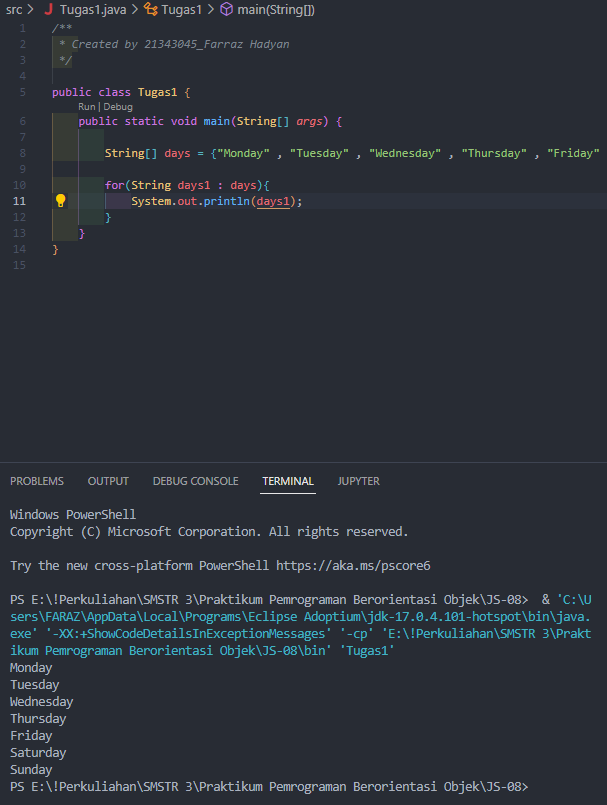 src > Tugas1.java > Tugas1 > main(String[])
1 /**
2 * Created by 21343045_Farraz Hadyan
3 */
4
5 public class Tugas1 {
Run | Debug
6 public static void main(String[] args) {
7
8 String[] days = {"Monday" , "Tuesday" , "Wednesday" , "Thursday" , "Friday"
9
10 for(String days1 : days){
11 System.out.println(days1);
12 }
13 }
14 }
15
PROBLEMS OUTPUT DEBUG CONSOLE TERMINAL JUPYTER
Windows PowerShell
Copyright (C) Microsoft Corporation. All rights reserved.
Try the new cross-platform PowerShell https://aka.ms/pscore6
PS E:\!Perkuliahan\SMSTR 3\Praktikum Pemrograman Berorientasi Objek\JS-08> & 'C:\U
sers\FARAZ\AppData\Local\Programs\Eclipse Adoptium\jdk-17.0.4.101-hotspot\bin\java.
exe' '-XX:+ShowCodeDetailsInExceptionMessages' '-cp' 'E:\!Perkuliahan\SMSTR 3\Prakt
ikum Pemrograman Berorientasi Objek\JS-08\bin' 'Tugas1'
Monday
Tuesday
Wednesday
Thursday
Friday
Saturday
Sunday
PS E:\!Perkuliahan\SMSTR 3\Praktikum Pemrograman Berorientasi Objek\JS-08>